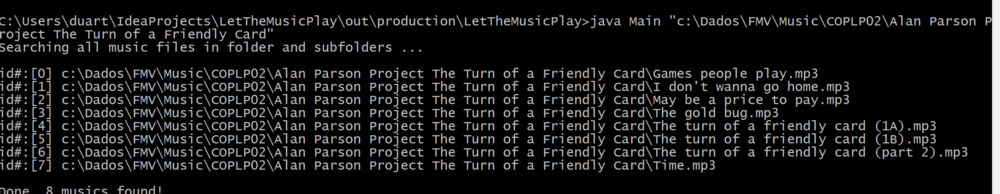 C:\Users\duart\IdeaProjects\LetTheMusicPlay\out\production\LetTheMusicPlay>java Main "c:\Dados\FMV\Music\COPLP02\Alan Parson P
roject The Turn of a Friendly Card"
Searching all music files in folder and subfolders ...
id#:[0] c:\Dados\FMV\Music\COPLP02\Alan Parson Project The Turn of a Friendly Card\Games people play.mp3
id#:[1] c:\Dados\FMV\Music\COPLP02\Alan Parson Project The Turn of a Friendly Card\I don't wanna go home.mp3
id#:[2] c:\Dados\FMV\Music\COPLP02\Alan Parson Project The Turn of a Friendly Card\May be a price to pay.mp3
id#:[3] c:\Dados\FMV\Music\COPLP02\Alan Parson Project The Turn of a Friendly Card\The gold bug.mp3
id#:[4] c:\Dados\FMV\Music\COPLP02\Alan Parson Project The Turn of a Friendly Card\The turn of a friendly card (1A).mp3
id#:[5] c:\Dados\FMV\Music\COPLP02\Alan Parson Project The Turn of a Friendly Card\The turn of a friendly card (1B).mp3
id#:[6] c:\Dados\FMV\Music\COPLP02\Alan Parson Project The Turn of a Friendly Card\The turn of a friendly card (part 2).mp3
id#:[7] c:\Dados\FMV\Music\COPLP02\Alan Parson Project The Turn of a Friendly Card\Time.mp3
Done  8 musics found!